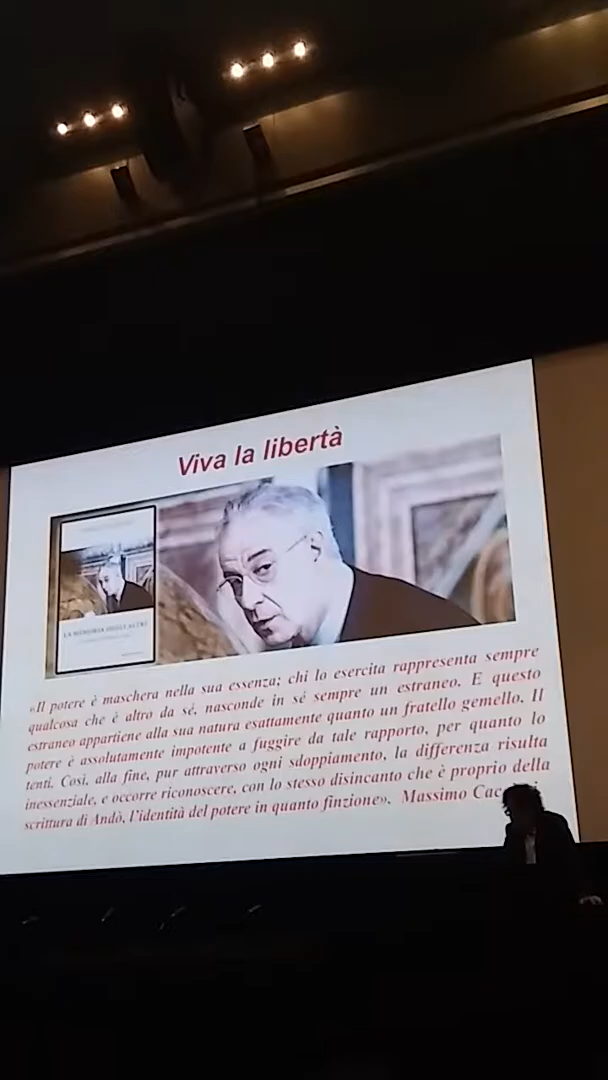 Viva la libertà
LA MEMORIA DEGLI ALTRI
«Il potere è maschera nella sua essenza; chi lo esercita rappresenta sempre
qualcosa che è altro da sé, nasconde in sé sempre un estraneo. E questo
estraneo appartiene alla sua natura esattamente quanto un fratello gemello. Il
potere è assolutamente impotente a fuggire da tale rapporto, per quanto lo
tenti. Così, alla fine, pur attraverso ogni sdoppiamento, la differenza risulta
inessenziale, e occorre riconoscere, con lo stesso disincanto che è proprio della
scrittura di Andò, l'identità del potere in quanto finzione». Massimo